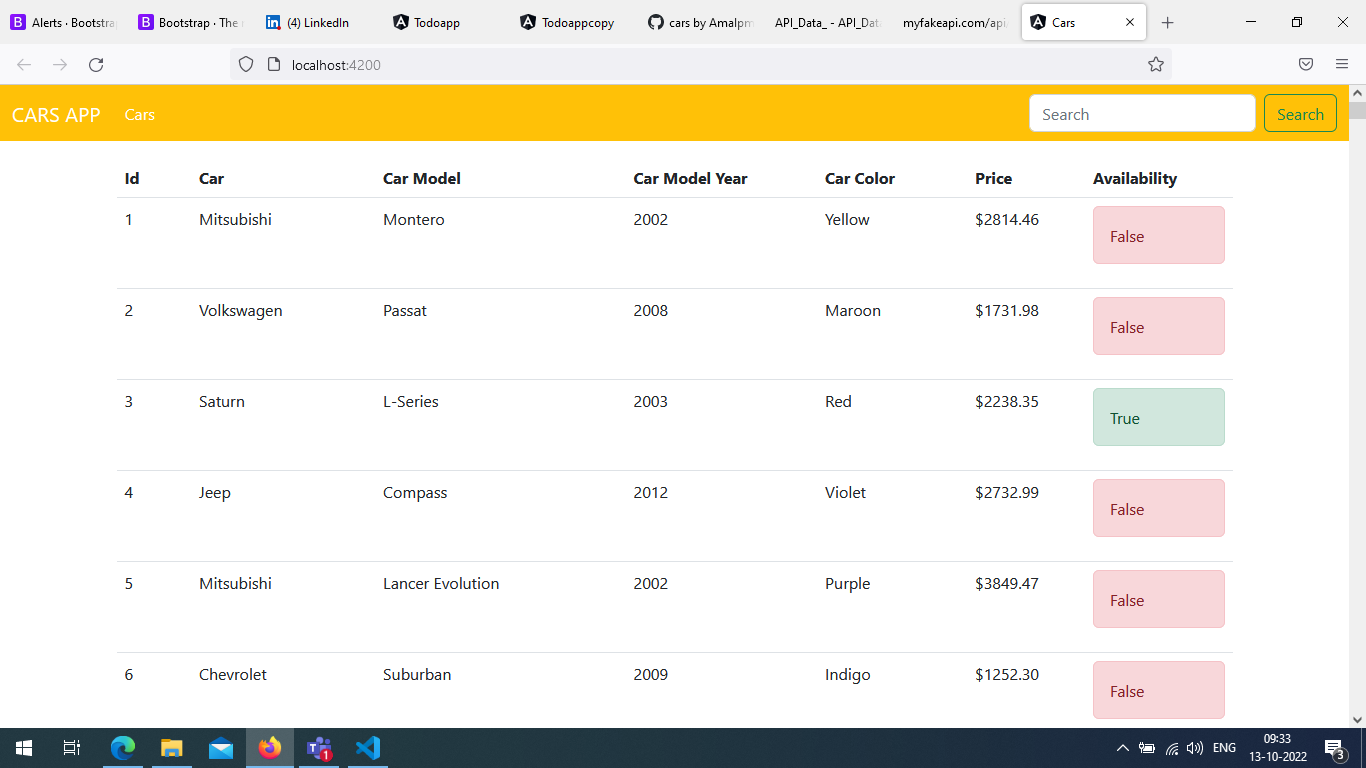 Alerts · Bootstra Bootstrap · The (4) LinkedIn Todoapp Todoappcopy cars by Amalpm API_Data_ - API_Data myfakeapi.com/api Cars
localhost:4200
CARS APP Cars Search Search
Id Car Car Model Car Model Year Car Color Price Availability
1 Mitsubishi Montero 2002 Yellow $2814.46 False
2 Volkswagen Passat 2008 Maroon $1731.98 False
3 Saturn L-Series 2003 Red $2238.35 True
4 Jeep Compass 2012 Violet $2732.99 False
5 Mitsubishi Lancer Evolution 2002 Purple $3849.47 False
6 Chevrolet Suburban 2009 Indigo $1252.30 False
1 ENG 09:33
13-10-2022 3